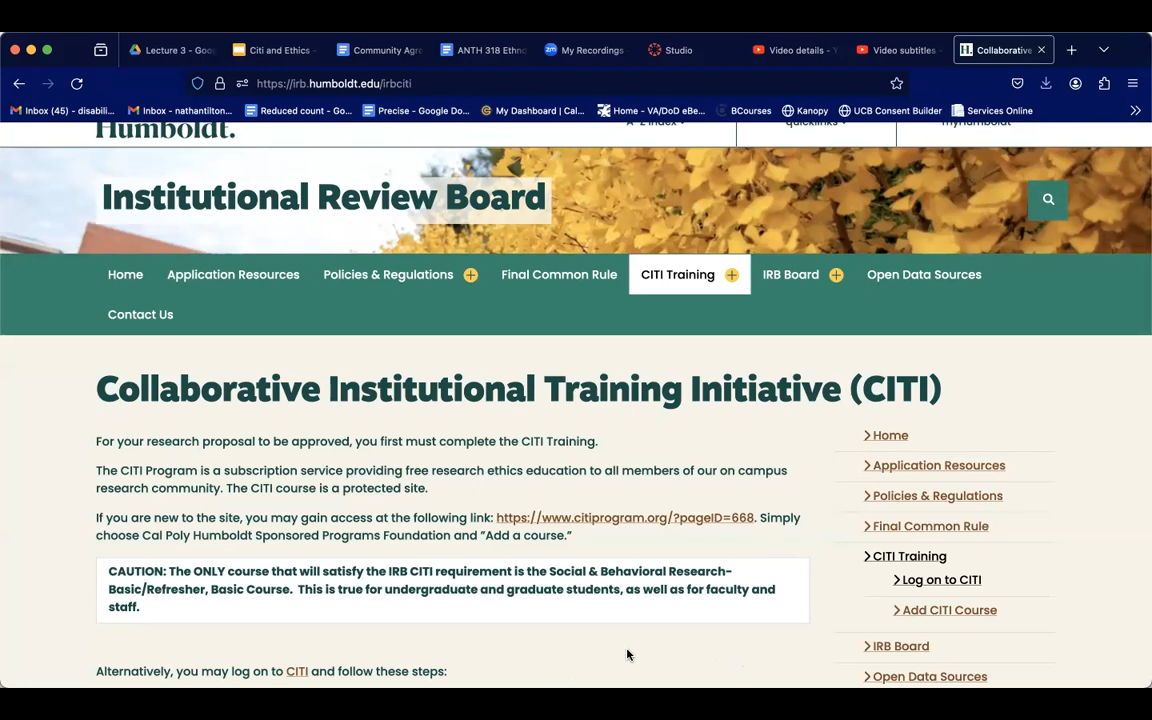 Lecture 3 - Goo
Citi and Ethics -
Community Agre
ANTH 318 Ethno
My Recordings
Studio
Video details - Y
Video subtitles
Collaborative
https://irb.humboldt.edu/irbciti
Inbox (45) - disabili...
Inbox - nathantilton...
Reduced count - Go...
Precise - Google Do...
My Dashboard | Cal...
Home - VA/DoD eBe...
BCourses
Kanopy
UCB Consent Builder
Services Online
Humboldt.
A-Z Index
quicklinks
myHumboldt
Institutional Review Board
Home
Application Resources
Policies & Regulations
Final Common Rule
CITI Training
IRB Board
Open Data Sources
Contact Us
Collaborative Institutional Training Initiative (CITI)
For your research proposal to be approved, you first must complete the CITI Training.
The CITI Program is a subscription service providing free research ethics education to all members of our on campus
research community. The CITI course is a protected site.
If you are new to the site, you may gain access at the following link: https://www.citiprogram.org/?pageID=668. Simply
choose Cal Poly Humboldt Sponsored Programs Foundation and "Add a course."
CAUTION: The ONLY course that will satisfy the IRB CITI requirement is the Social & Behavioral Research-
Basic/Refresher, Basic Course. This is true for undergraduate and graduate students, as well as for faculty and
staff.
Alternatively, you may log on to CITI and follow these steps:
Home
Application Resources
Policies & Regulations
Final Common Rule
CITI Training
Log on to CITI
Add CITI Course
IRB Board
Open Data Sources